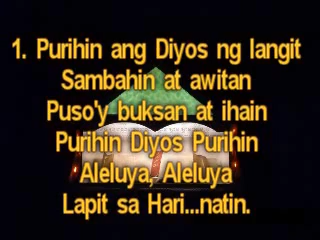 1. Purihin ang Diyos ng langit
Sambahin at awitan
Puso'y buksan at ihain
Purihin Diyos Purihin
Aleluya, Aleluya
Lapit sa Hari...natin.